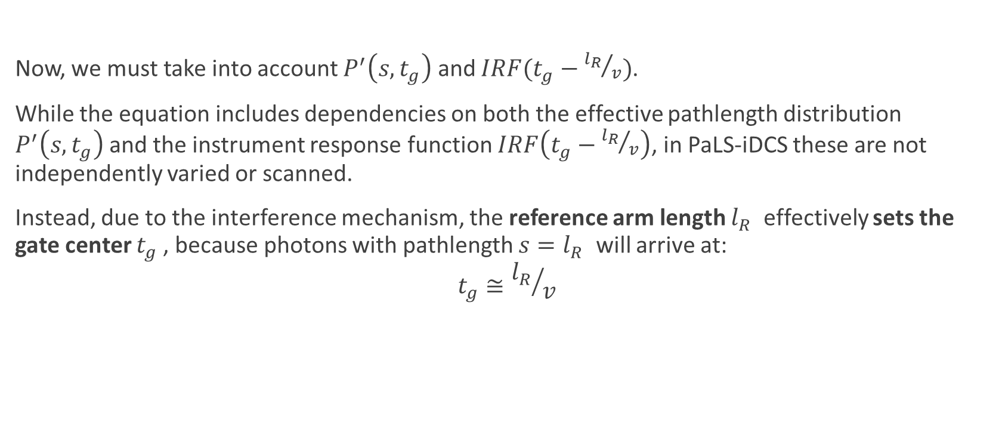 Now, we must take into account P′(s, t_g) and IRF(t_g − l_R/v).
While the equation includes dependencies on both the effective pathlength distribution
P′(s, t_g) and the instrument response function IRF(t_g − l_R/v), in PaLS-iDCS these are not
independently varied or scanned.
Instead, due to the interference mechanism, the reference arm length l_R effectively sets the
gate center t_g , because photons with pathlength s = l_R will arrive at:
t_g ≅ l_R/v